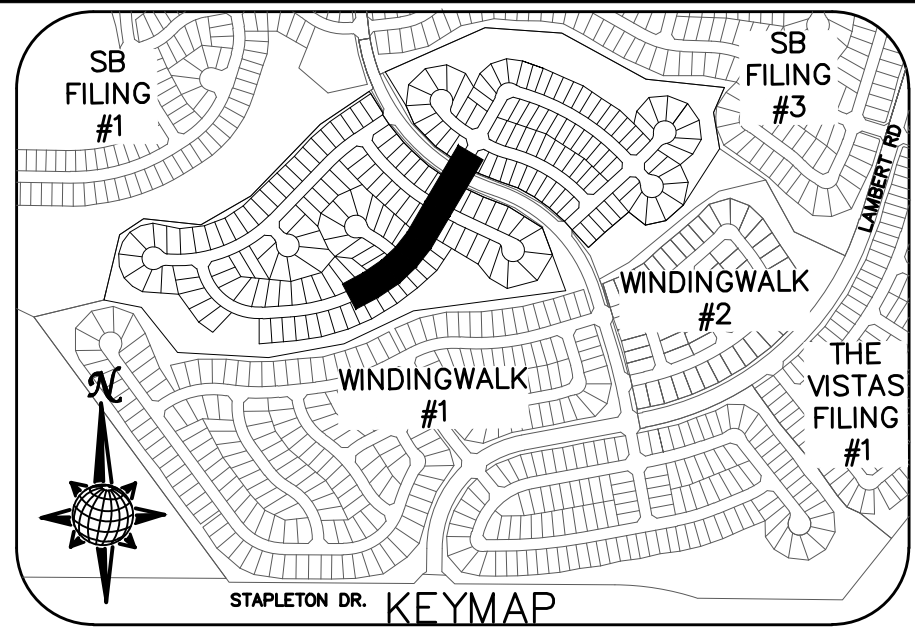 SB
FILING
#1
SB
FILING
#3
LAMBERT RD
WINDINGWALK
#2
THE
VISTAS
FILING
#1
WINDINGWALK
#1
N
STAPLETON DR.
KEYMAP